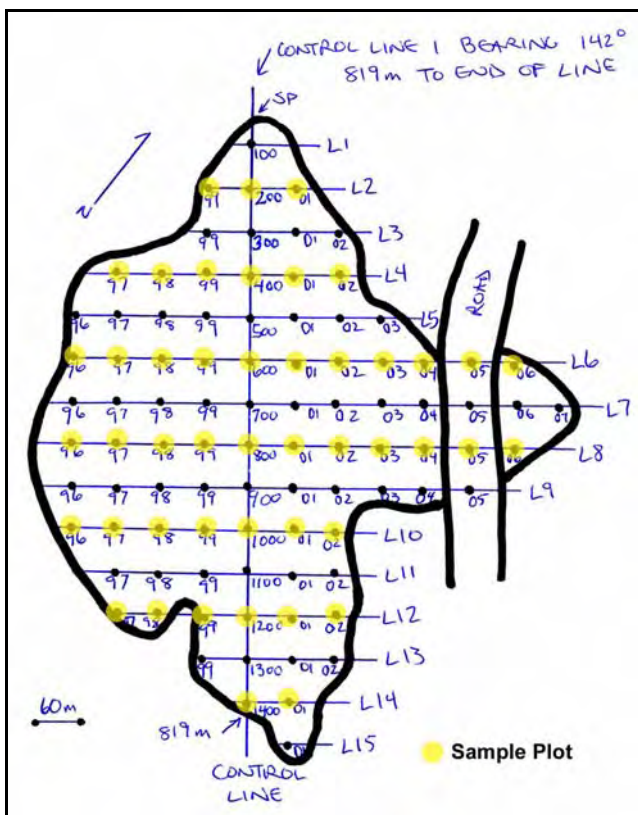 CONTROL LINE 1 BEARING 142°
819m TO END OF LINE
SP
N
L1
100
L2
99 200 01
L3
99 300 01 02
L4
97 98 99 400 01 02
L5
96 97 98 99 500 01 02 03
ROAD
L6
96 97 98 99 600 01 02 03 04 05 06
L7
96 97 98 99 700 01 02 03 04 05 06 07
L8
96 97 98 99 800 01 02 03 04 05 06
L9
96 97 98 99 900 01 02 03 04 05
L10
96 97 98 99 1000 01 02
L11
97 98 99 1100 01 02
L12
97 98 99 1200 01 02
L13
99 1300 01 02
L14
1400 01
60m
819m
L15
01
CONTROL
LINE
Sample Plot